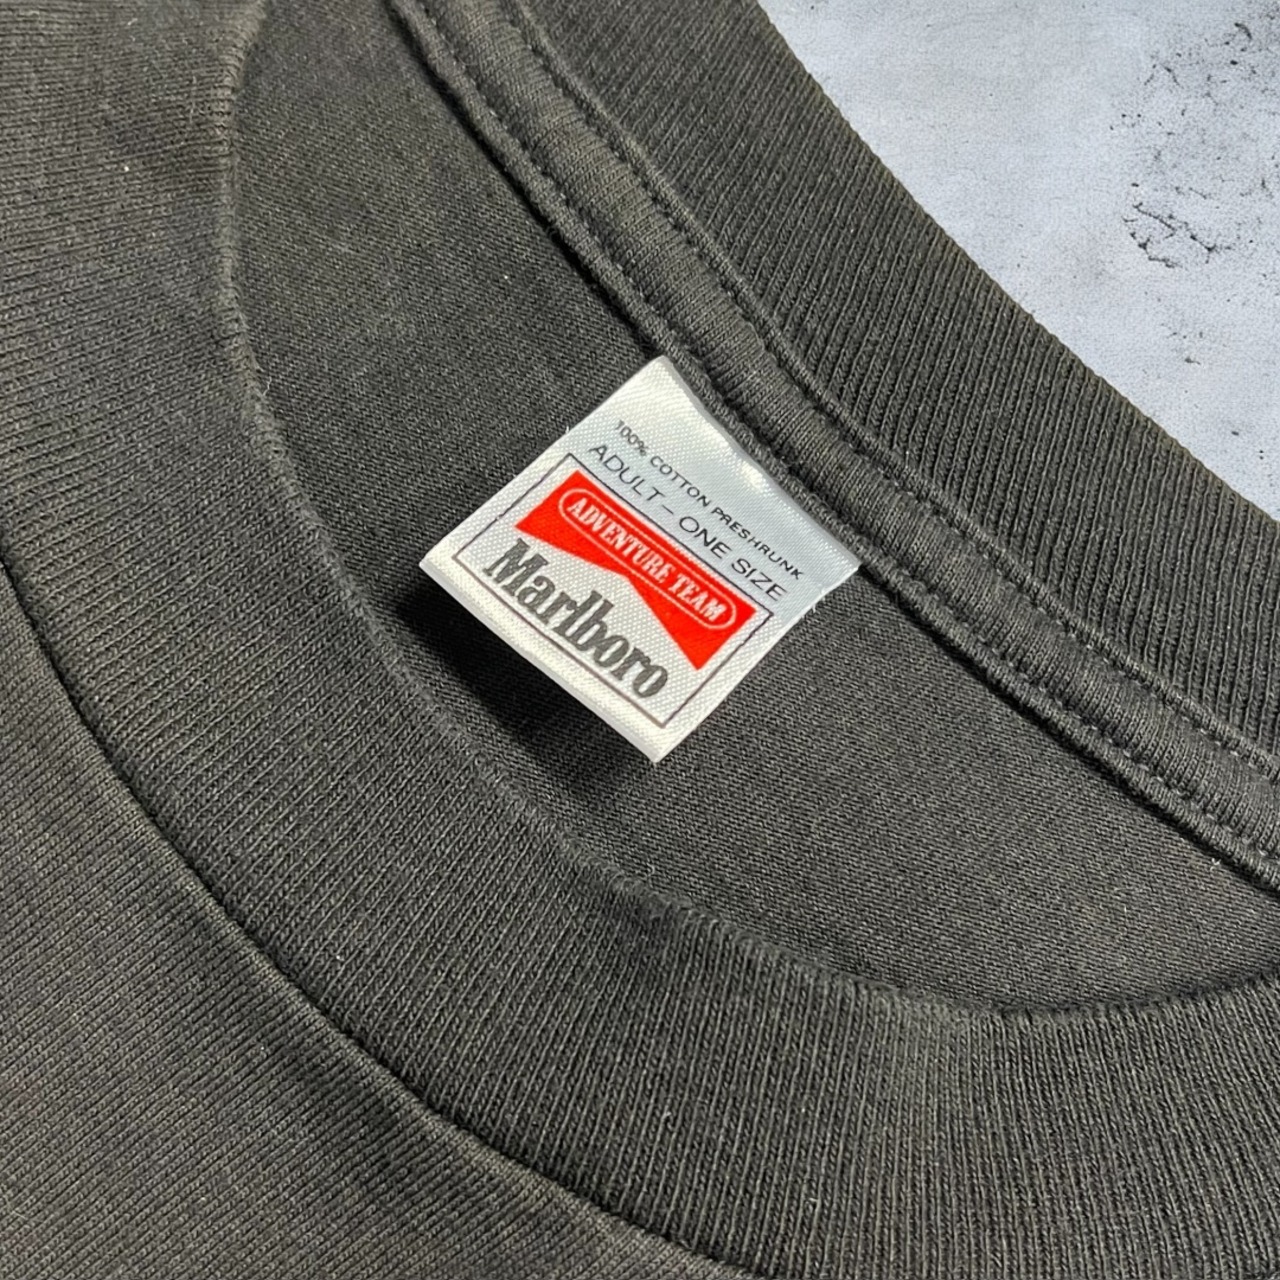 100% COTTON PRESHRUNK
ADULT - ONE SIZE
ADVENTURE TEAM
Marlboro